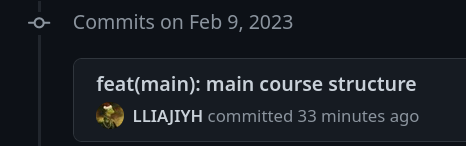 Commits on Feb 9, 2023
feat(main): main course structure
LLIAJIYH committed 33 minutes ago